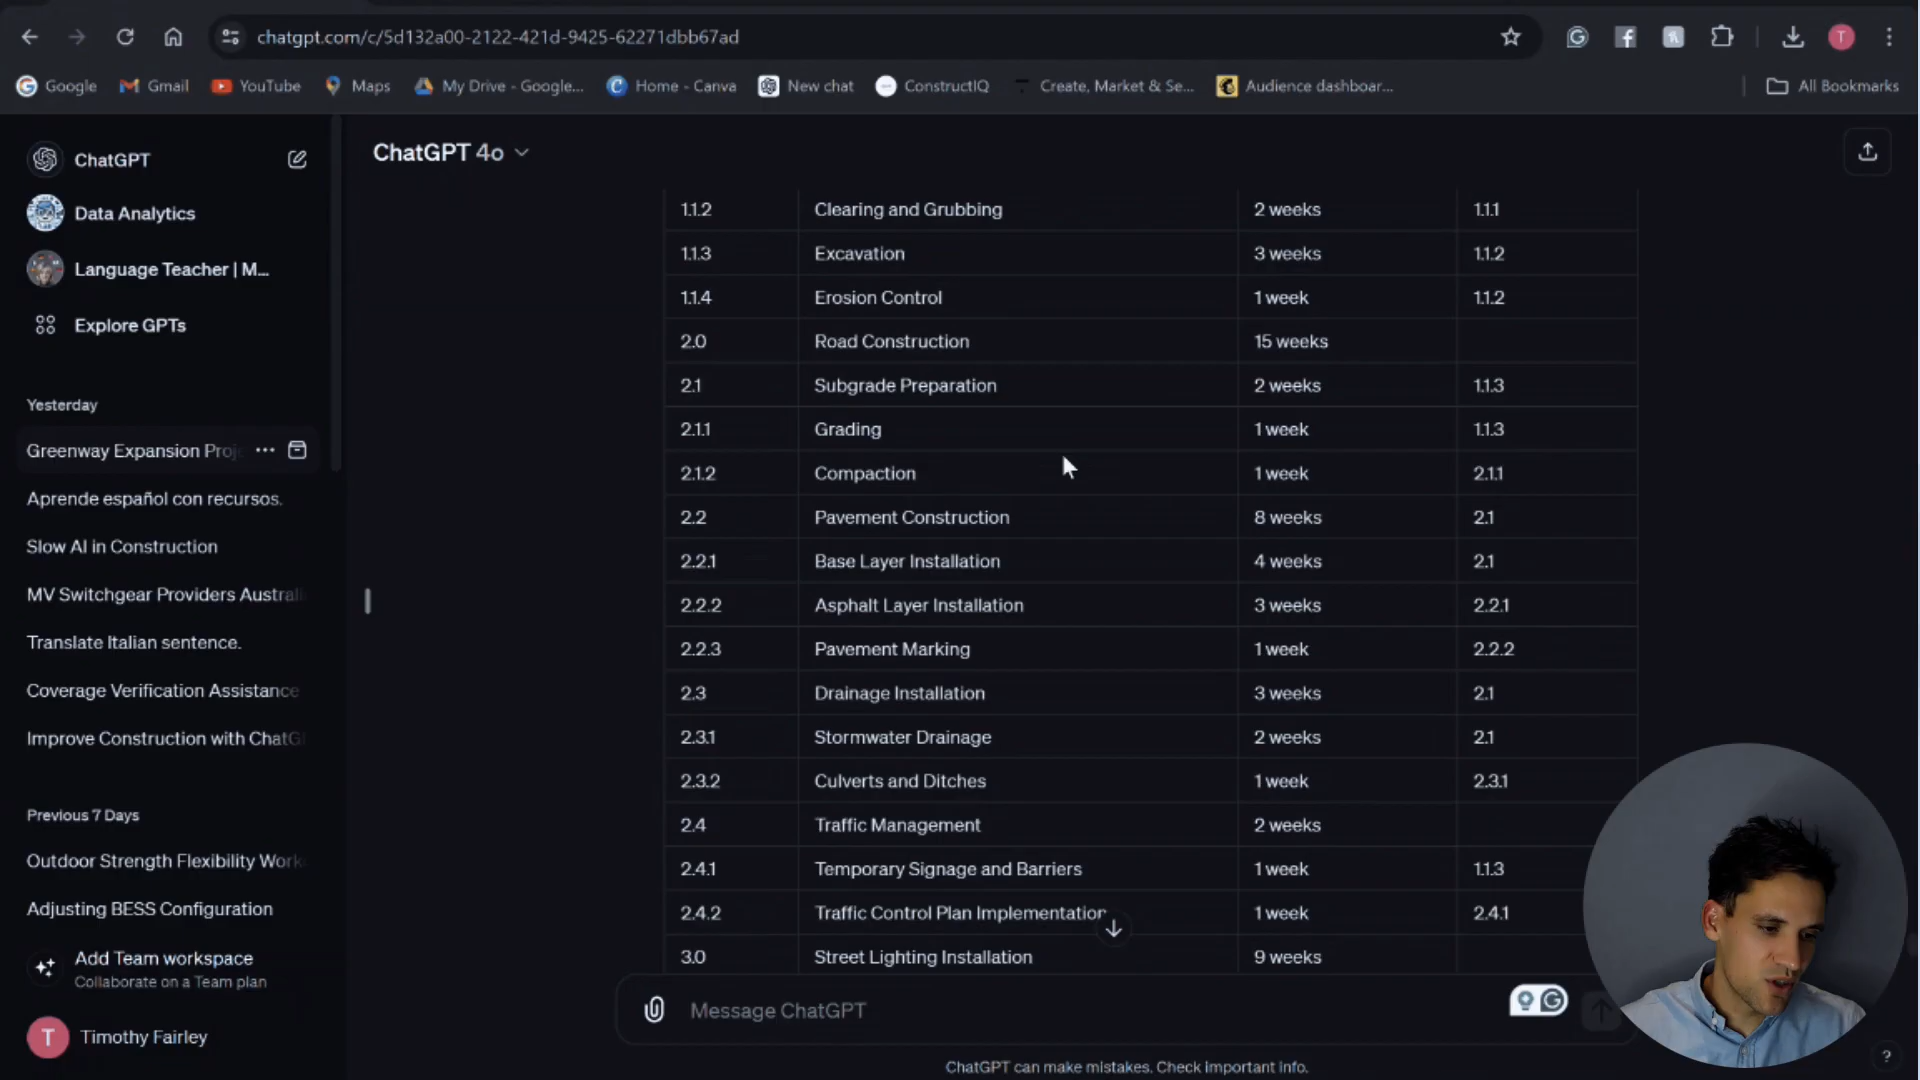 chatgpt.com/c/5d132a00-2122-421d-9425-62271dbb67ad
T
Google
Gmail
YouTube
Maps
My Drive - Google...
Home - Canva
New chat
ConstructIQ
Create, Market & Se...
Audience dashboar...
All Bookmarks
ChatGPT
Data Analytics
Language Teacher | M...
Explore GPTs
Yesterday
Greenway Expansion Proj
Aprende español con recursos.
Slow AI in Construction
MV Switchgear Providers Austral
Translate Italian sentence.
Coverage Verification Assistance
Improve Construction with ChatG
Previous 7 Days
Outdoor Strength Flexibility Work
Adjusting BESS Configuration
Add Team workspace
Collaborate on a Team plan
T Timothy Fairley
ChatGPT 4o
1.1.2 Clearing and Grubbing 2 weeks 1.1.1
1.1.3 Excavation 3 weeks 1.1.2
1.1.4 Erosion Control 1 week 1.1.2
2.0 Road Construction 15 weeks
2.1 Subgrade Preparation 2 weeks 1.1.3
2.1.1 Grading 1 week 1.1.3
2.1.2 Compaction 1 week 2.1.1
2.2 Pavement Construction 8 weeks 2.1
2.2.1 Base Layer Installation 4 weeks 2.1
2.2.2 Asphalt Layer Installation 3 weeks 2.2.1
2.2.3 Pavement Marking 1 week 2.2.2
2.3 Drainage Installation 3 weeks 2.1
2.3.1 Stormwater Drainage 2 weeks 2.1
2.3.2 Culverts and Ditches 1 week 2.3.1
2.4 Traffic Management 2 weeks
2.4.1 Temporary Signage and Barriers 1 week 1.1.3
2.4.2 Traffic Control Plan Implementation 1 week 2.4.1
3.0 Street Lighting Installation 9 weeks
Message ChatGPT
ChatGPT can make mistakes. Check important info.
?